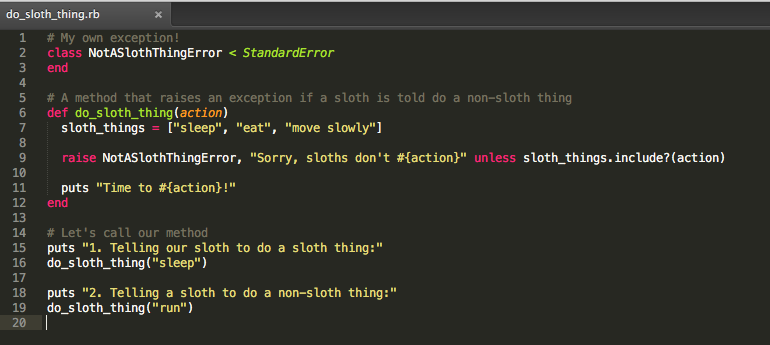 do_sloth_thing.rb ×
1 # My own exception!
2 class NotASlothThingError < StandardError
3 end
4
5 # A method that raises an exception if a sloth is told do a non-sloth thing
6 def do_sloth_thing(action)
7 sloth_things = ["sleep", "eat", "move slowly"]
8
9 raise NotASlothThingError, "Sorry, sloths don't #{action}" unless sloth_things.include?(action)
10
11 puts "Time to #{action}!"
12 end
13
14 # Let's call our method
15 puts "1. Telling our sloth to do a sloth thing:"
16 do_sloth_thing("sleep")
17
18 puts "2. Telling a sloth to do a non-sloth thing:"
19 do_sloth_thing("run")
20